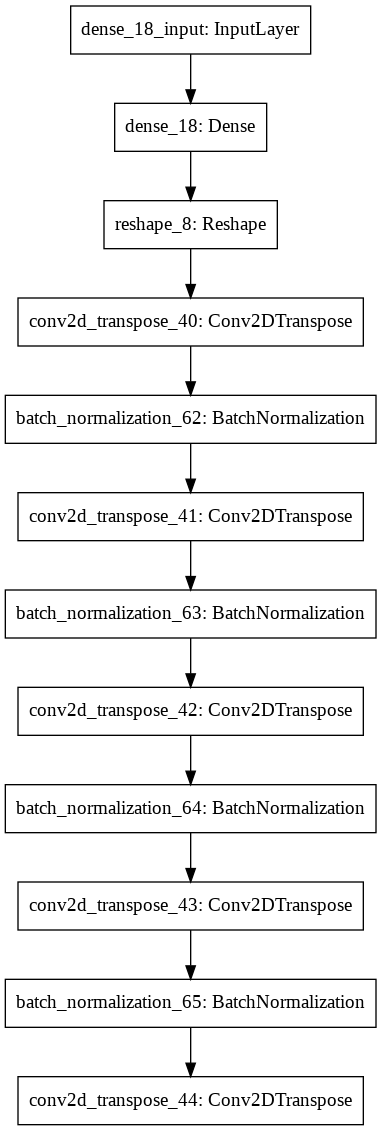 dense_18_input: InputLayer
dense_18: Dense
reshape_8: Reshape
conv2d_transpose_40: Conv2DTranspose
batch_normalization_62: BatchNormalization
conv2d_transpose_41: Conv2DTranspose
batch_normalization_63: BatchNormalization
conv2d_transpose_42: Conv2DTranspose
batch_normalization_64: BatchNormalization
conv2d_transpose_43: Conv2DTranspose
batch_normalization_65: BatchNormalization
conv2d_transpose_44: Conv2DTranspose